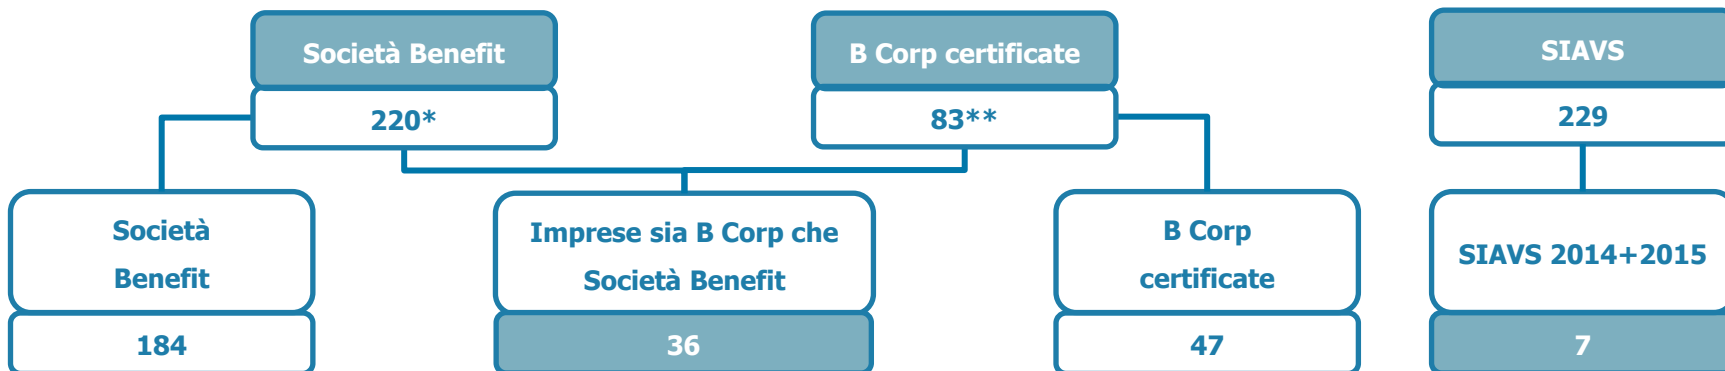 Società Benefit
220*
B Corp certificate
83**
SIAVS
229
Società
Benefit
184
Imprese sia B Corp che
Società Benefit
36
B Corp
certificate
47
SIAVS 2014+2015
7